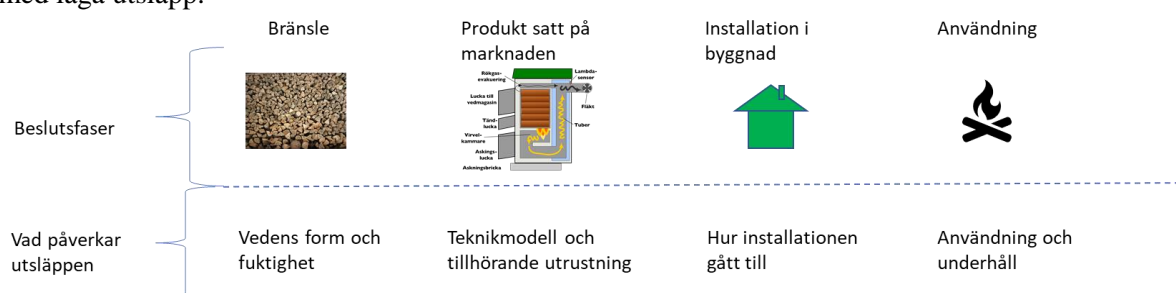 med låga utsläpp.
Bränsle
Produkt satt på
marknaden
Installation i
byggnad
Användning
Beslutsfaser
Rökgas-
evakuering
Lambda-
sensor
Lucka till
vedmagasin
Fläkt
Tänd-
lucka
Tuber
Virvel-
kammare
Asknings-
lucka
Askningsbricka
Vad påverkar
utsläppen
Vedens form och
fuktighet
Teknikmodell och
tillhörande utrustning
Hur installationen
gått till
Användning och
underhåll